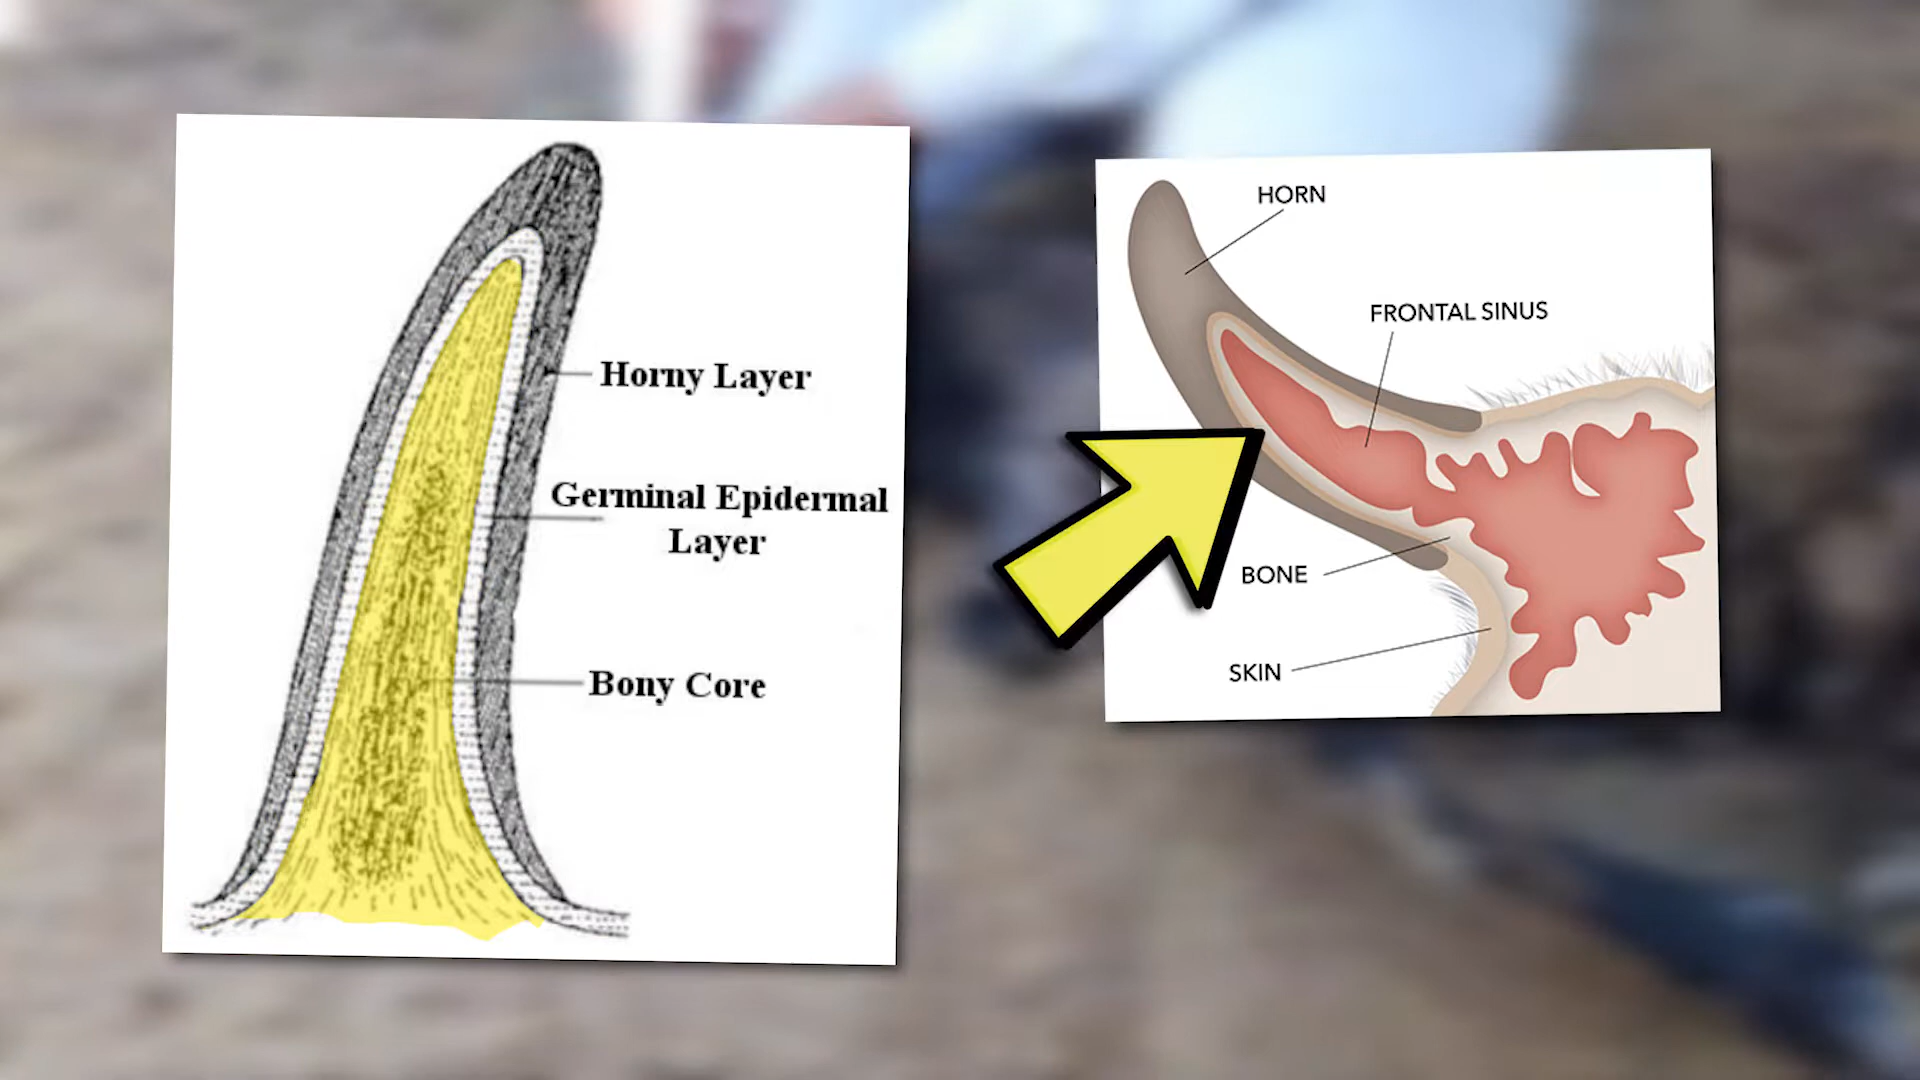 Horny Layer
Germinal Epidermal
Layer
Bony Core
HORN
FRONTAL SINUS
BONE
SKIN